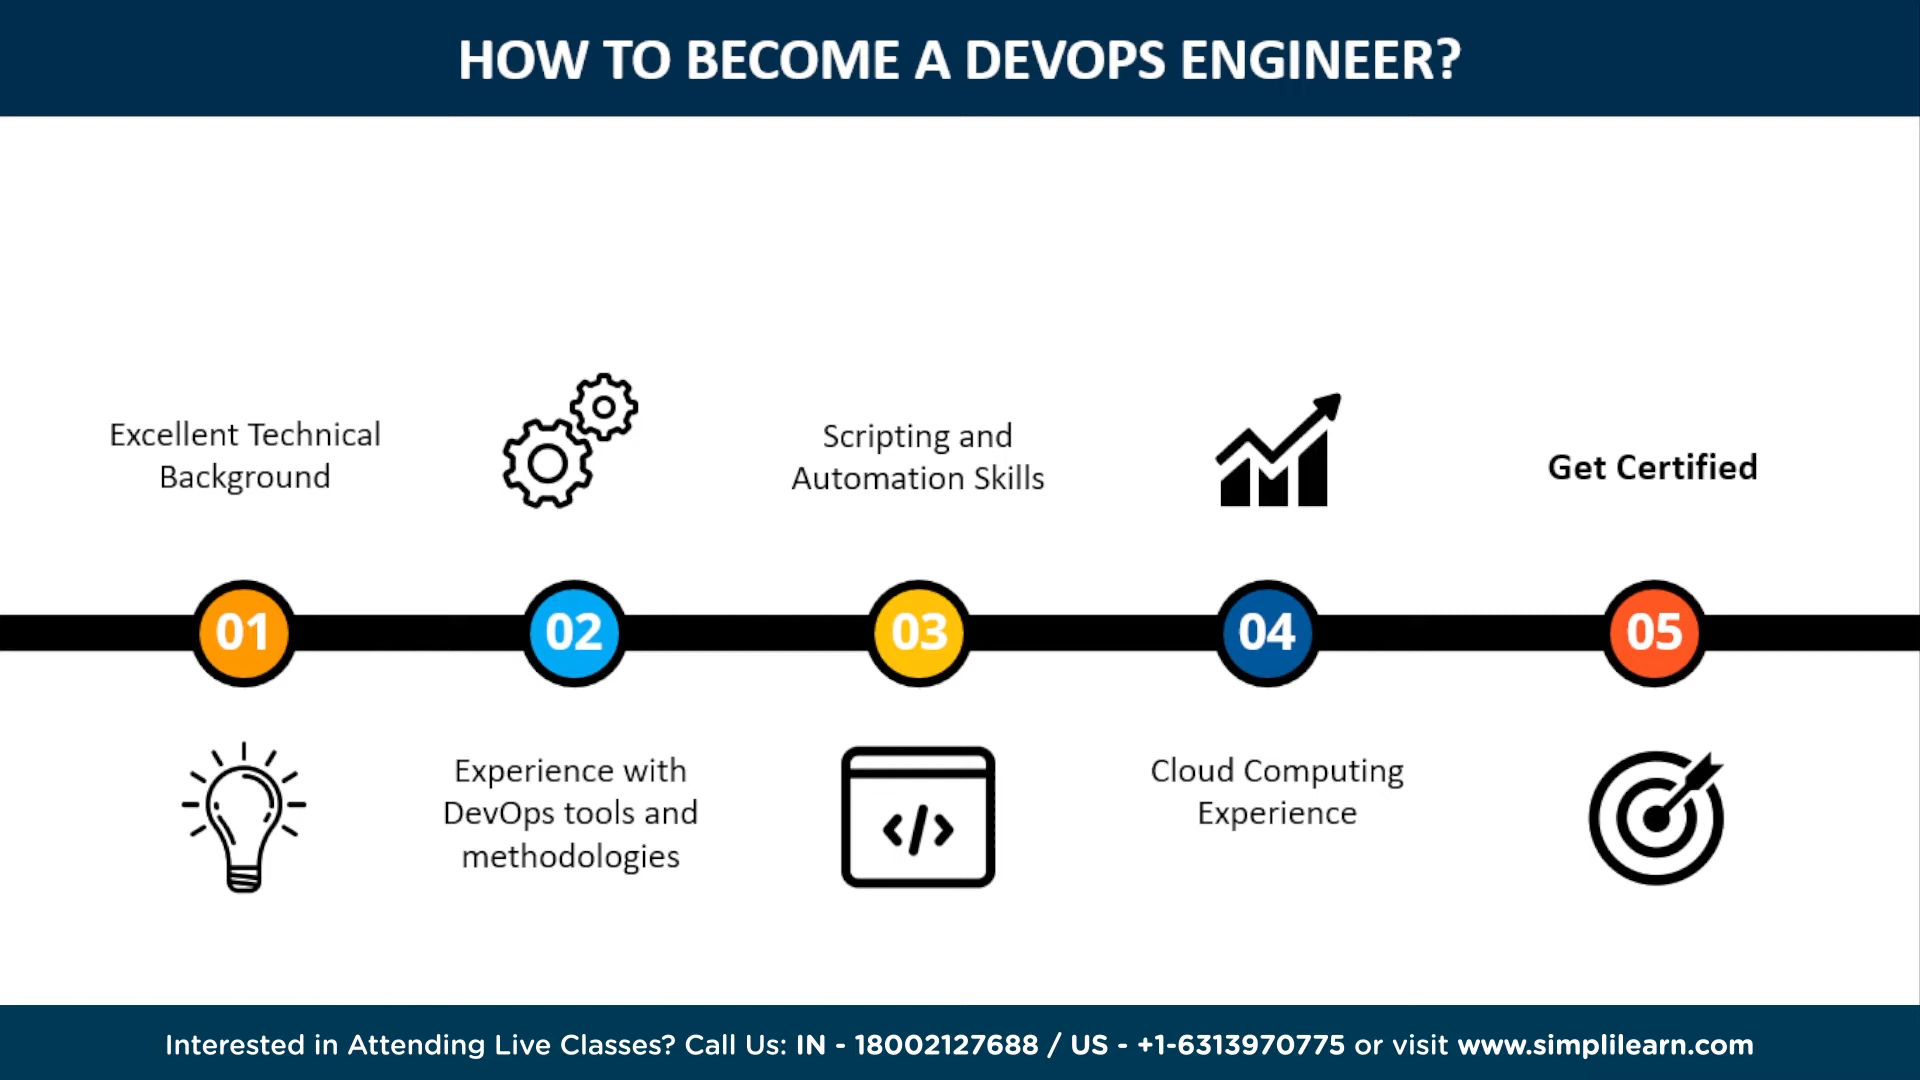 HOW TO BECOME A DEVOPS ENGINEER?
Excellent Technical
Background
Scripting and
Automation Skills
Get Certified
01
02
03
04
05
Experience with
DevOps tools and
methodologies
</>
Cloud Computing
Experience
Interested in Attending Live Classes? Call Us: IN - 18002127688 / US - +1-6313970775 or visit www.simplilearn.com